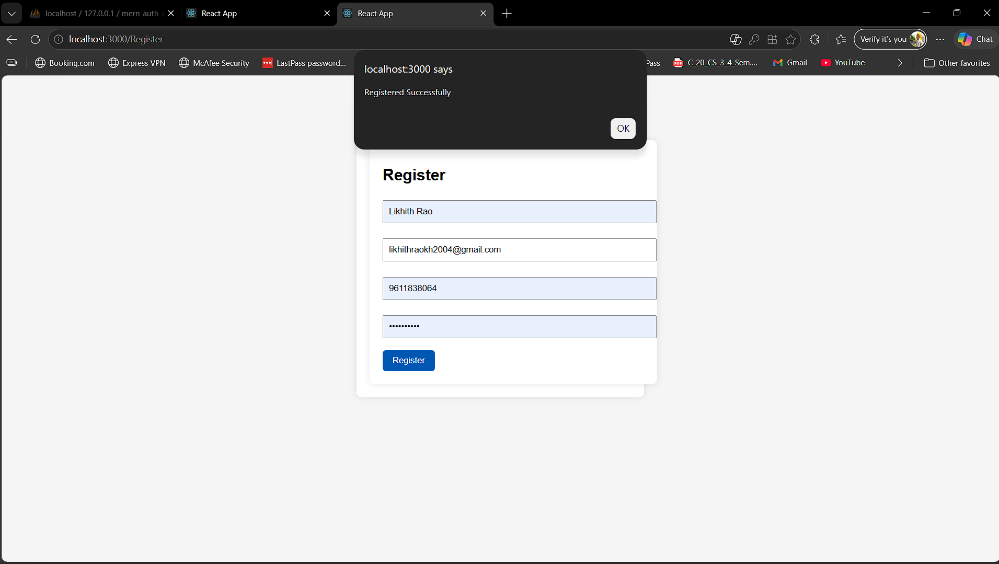 localhost / 127.0.0.1 / mern_auth_
React App
React App
localhost:3000/Register
Verify it's you
Chat
Booking.com
Express VPN
McAfee Security
LastPass password...
Pass
C_20_CS_3_4_Sem....
Gmail
YouTube
Other favorites
localhost:3000 says
Registered Successfully
OK
Register
Likhith Rao
likhithraokh2004@gmail.com
9611838064
••••••••••
Register